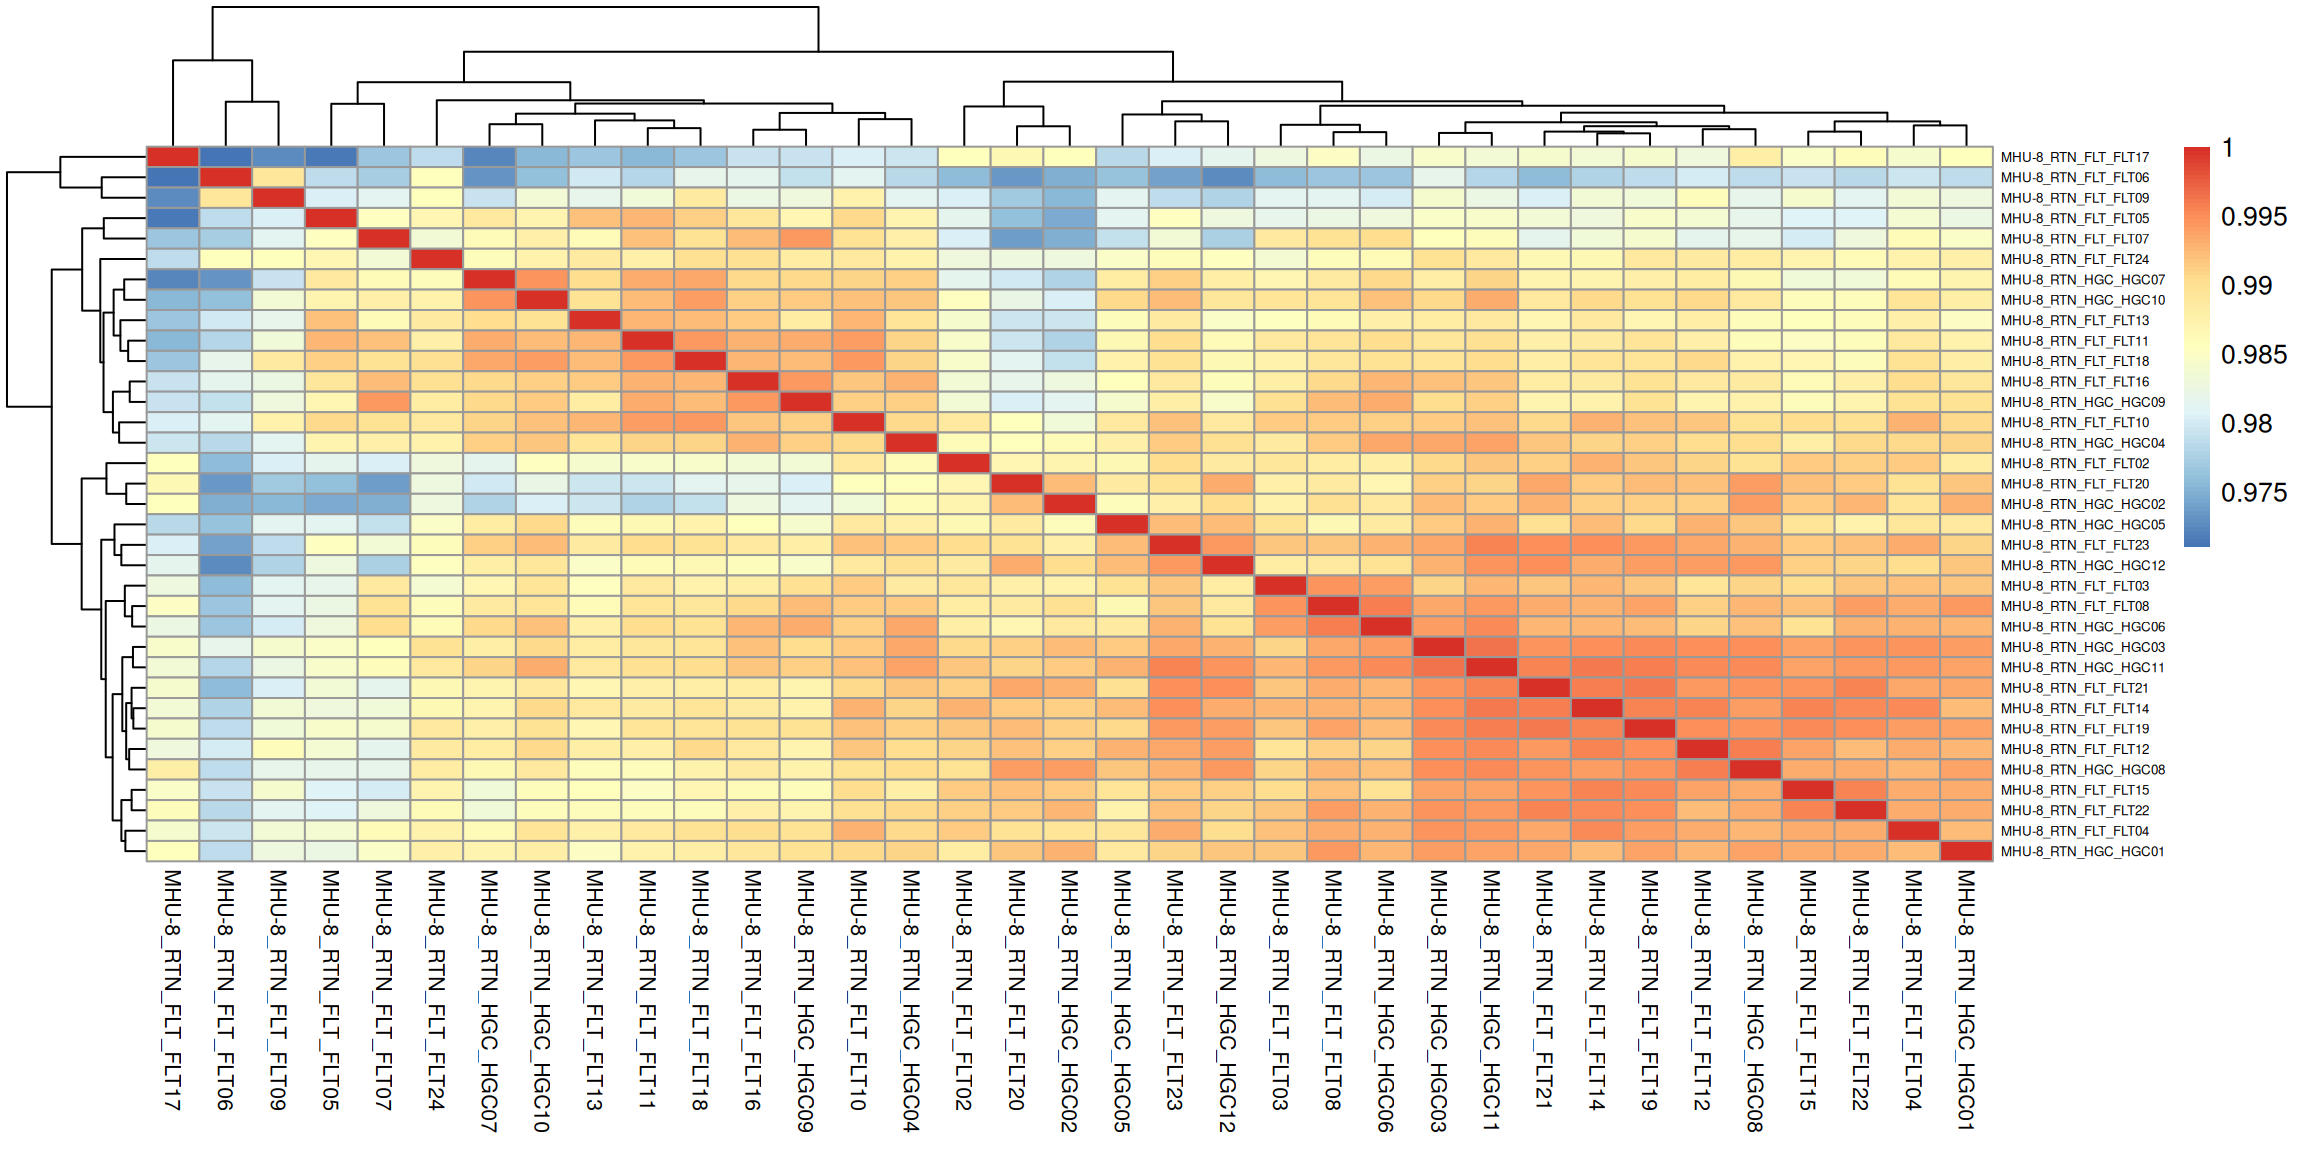 MHU-8_RTN_FLT_FLT17
MHU-8_RTN_FLT_FLT06
MHU-8_RTN_FLT_FLT09
MHU-8_RTN_FLT_FLT05
MHU-8_RTN_FLT_FLT07
MHU-8_RTN_FLT_FLT24
MHU-8_RTN_HGC_HGC07
MHU-8_RTN_HGC_HGC10
MHU-8_RTN_FLT_FLT13
MHU-8_RTN_FLT_FLT11
MHU-8_RTN_FLT_FLT18
MHU-8_RTN_FLT_FLT16
MHU-8_RTN_HGC_HGC09
MHU-8_RTN_FLT_FLT10
MHU-8_RTN_HGC_HGC04
MHU-8_RTN_FLT_FLT02
MHU-8_RTN_FLT_FLT20
MHU-8_RTN_HGC_HGC02
MHU-8_RTN_HGC_HGC05
MHU-8_RTN_FLT_FLT23
MHU-8_RTN_HGC_HGC12
MHU-8_RTN_FLT_FLT03
MHU-8_RTN_FLT_FLT08
MHU-8_RTN_HGC_HGC06
MHU-8_RTN_HGC_HGC03
MHU-8_RTN_HGC_HGC11
MHU-8_RTN_FLT_FLT21
MHU-8_RTN_FLT_FLT14
MHU-8_RTN_FLT_FLT19
MHU-8_RTN_FLT_FLT12
MHU-8_RTN_HGC_HGC08
MHU-8_RTN_FLT_FLT15
MHU-8_RTN_FLT_FLT22
MHU-8_RTN_FLT_FLT04
MHU-8_RTN_HGC_HGC01
1
0.995
0.99
0.985
0.98
0.975
MHU-8_RTN_FLT_FLT17
MHU-8_RTN_FLT_FLT06
MHU-8_RTN_FLT_FLT09
MHU-8_RTN_FLT_FLT05
MHU-8_RTN_FLT_FLT07
MHU-8_RTN_FLT_FLT24
MHU-8_RTN_HGC_HGC07
MHU-8_RTN_HGC_HGC10
MHU-8_RTN_FLT_FLT13
MHU-8_RTN_FLT_FLT11
MHU-8_RTN_FLT_FLT18
MHU-8_RTN_FLT_FLT16
MHU-8_RTN_HGC_HGC09
MHU-8_RTN_FLT_FLT10
MHU-8_RTN_HGC_HGC04
MHU-8_RTN_FLT_FLT02
MHU-8_RTN_FLT_FLT20
MHU-8_RTN_HGC_HGC02
MHU-8_RTN_HGC_HGC05
MHU-8_RTN_FLT_FLT23
MHU-8_RTN_HGC_HGC12
MHU-8_RTN_FLT_FLT03
MHU-8_RTN_FLT_FLT08
MHU-8_RTN_HGC_HGC06
MHU-8_RTN_HGC_HGC03
MHU-8_RTN_HGC_HGC11
MHU-8_RTN_FLT_FLT21
MHU-8_RTN_FLT_FLT14
MHU-8_RTN_FLT_FLT19
MHU-8_RTN_FLT_FLT12
MHU-8_RTN_HGC_HGC08
MHU-8_RTN_FLT_FLT15
MHU-8_RTN_FLT_FLT22
MHU-8_RTN_FLT_FLT04
MHU-8_RTN_HGC_HGC01